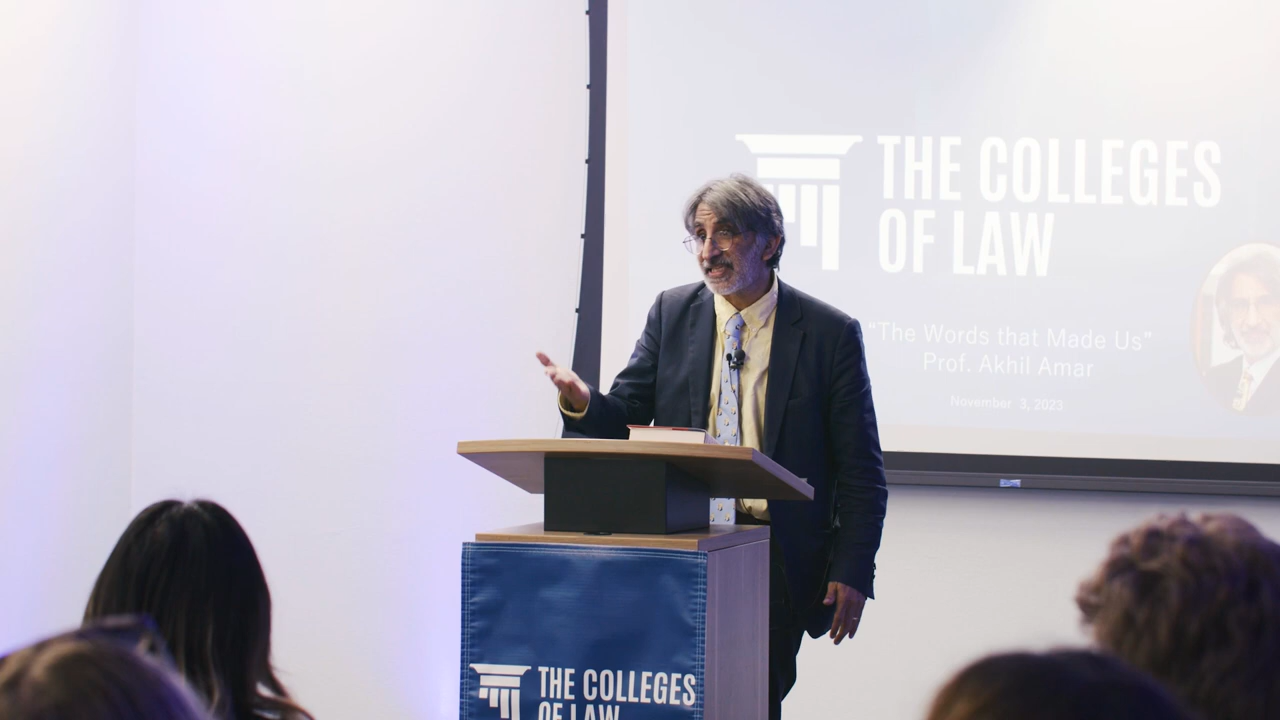 THE COLLEGES
OF LAW
“The Words that Made Us”
Prof. Akhil Amar
November 3, 2023
THE COLLEGES
OF LAW